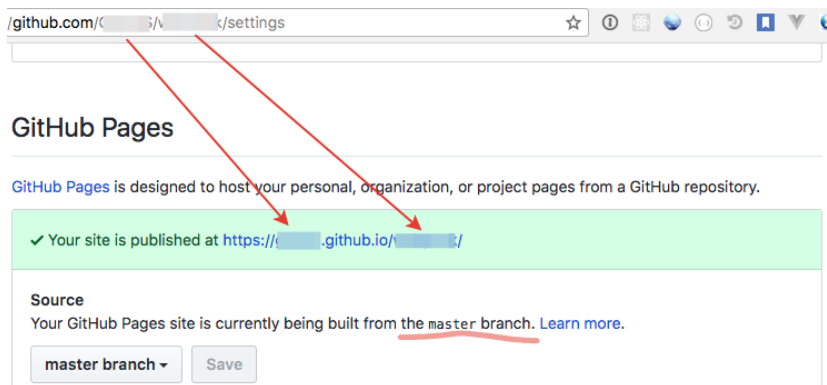 /github.com/ / /settings
GitHub Pages
GitHub Pages is designed to host your personal, organization, or project pages from a GitHub repository.
✓ Your site is published at https:// .github.io/ /
Source
Your GitHub Pages site is currently being built from the master branch. Learn more.
master branch
Save